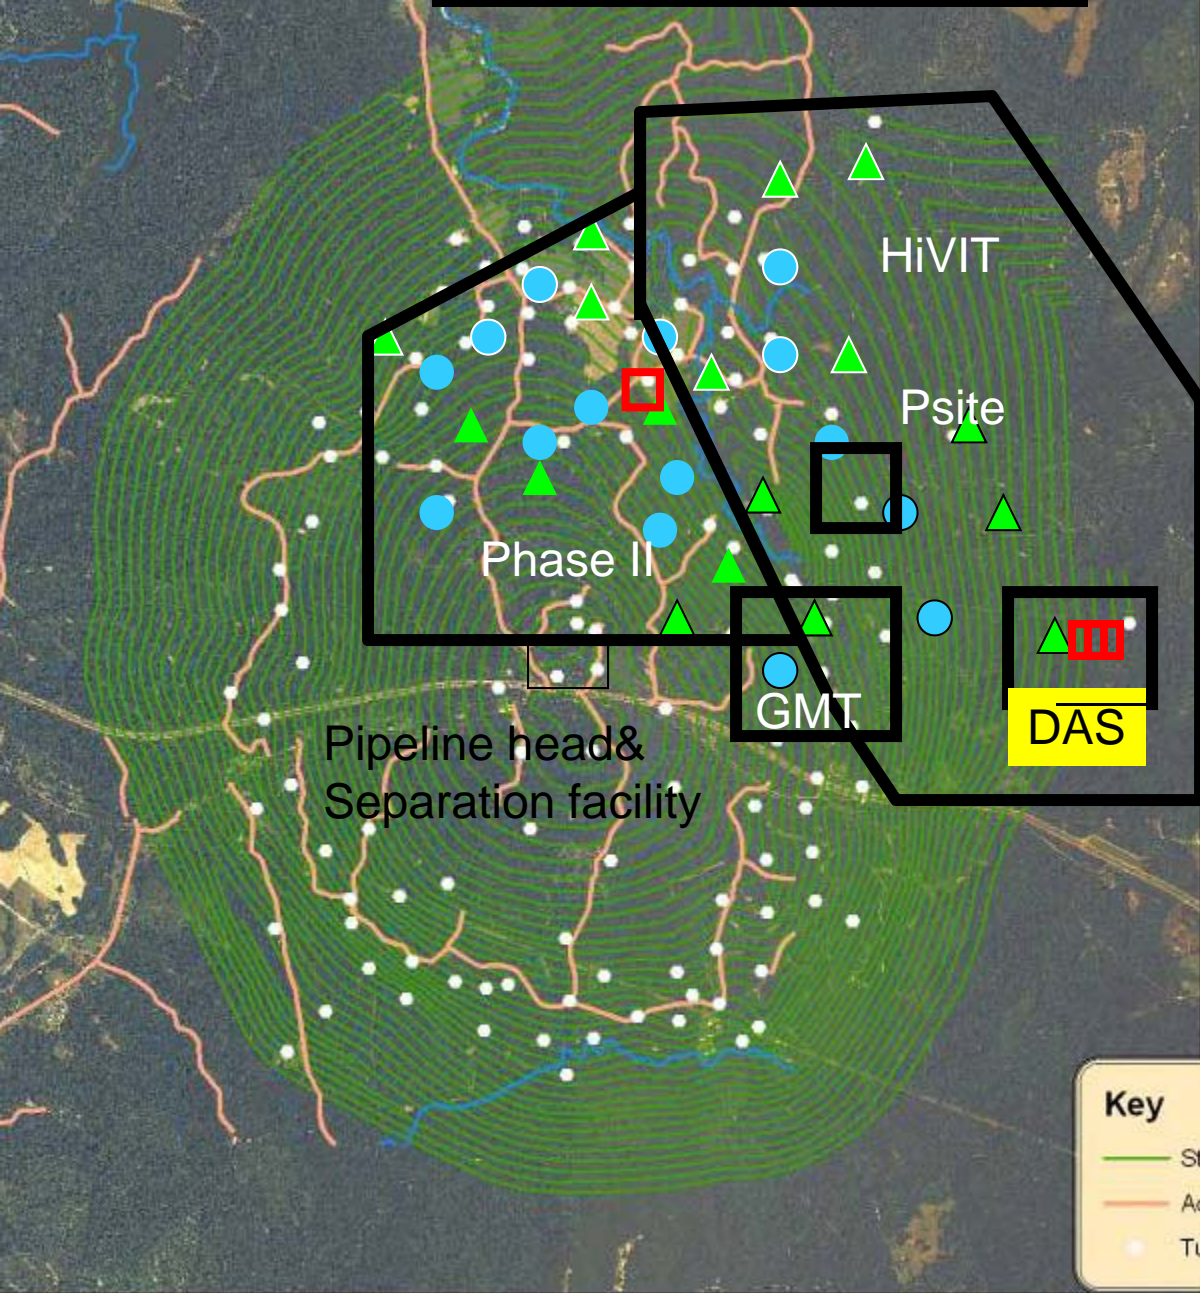 HiVIT
Psite
Phase II
GMT
DAS
Pipeline head&
Separation facility
Key